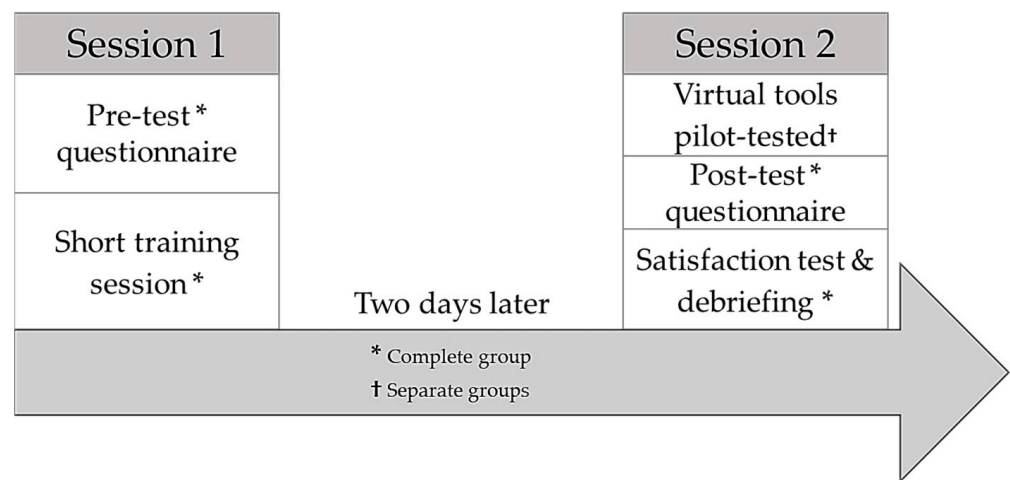 Session 1
Pre-test *
questionnaire
Short training
session *
Two days later
Session 2
Virtual tools
pilot-tested†
Post-test *
questionnaire
Satisfaction test &
debriefing *
* Complete group
† Separate groups